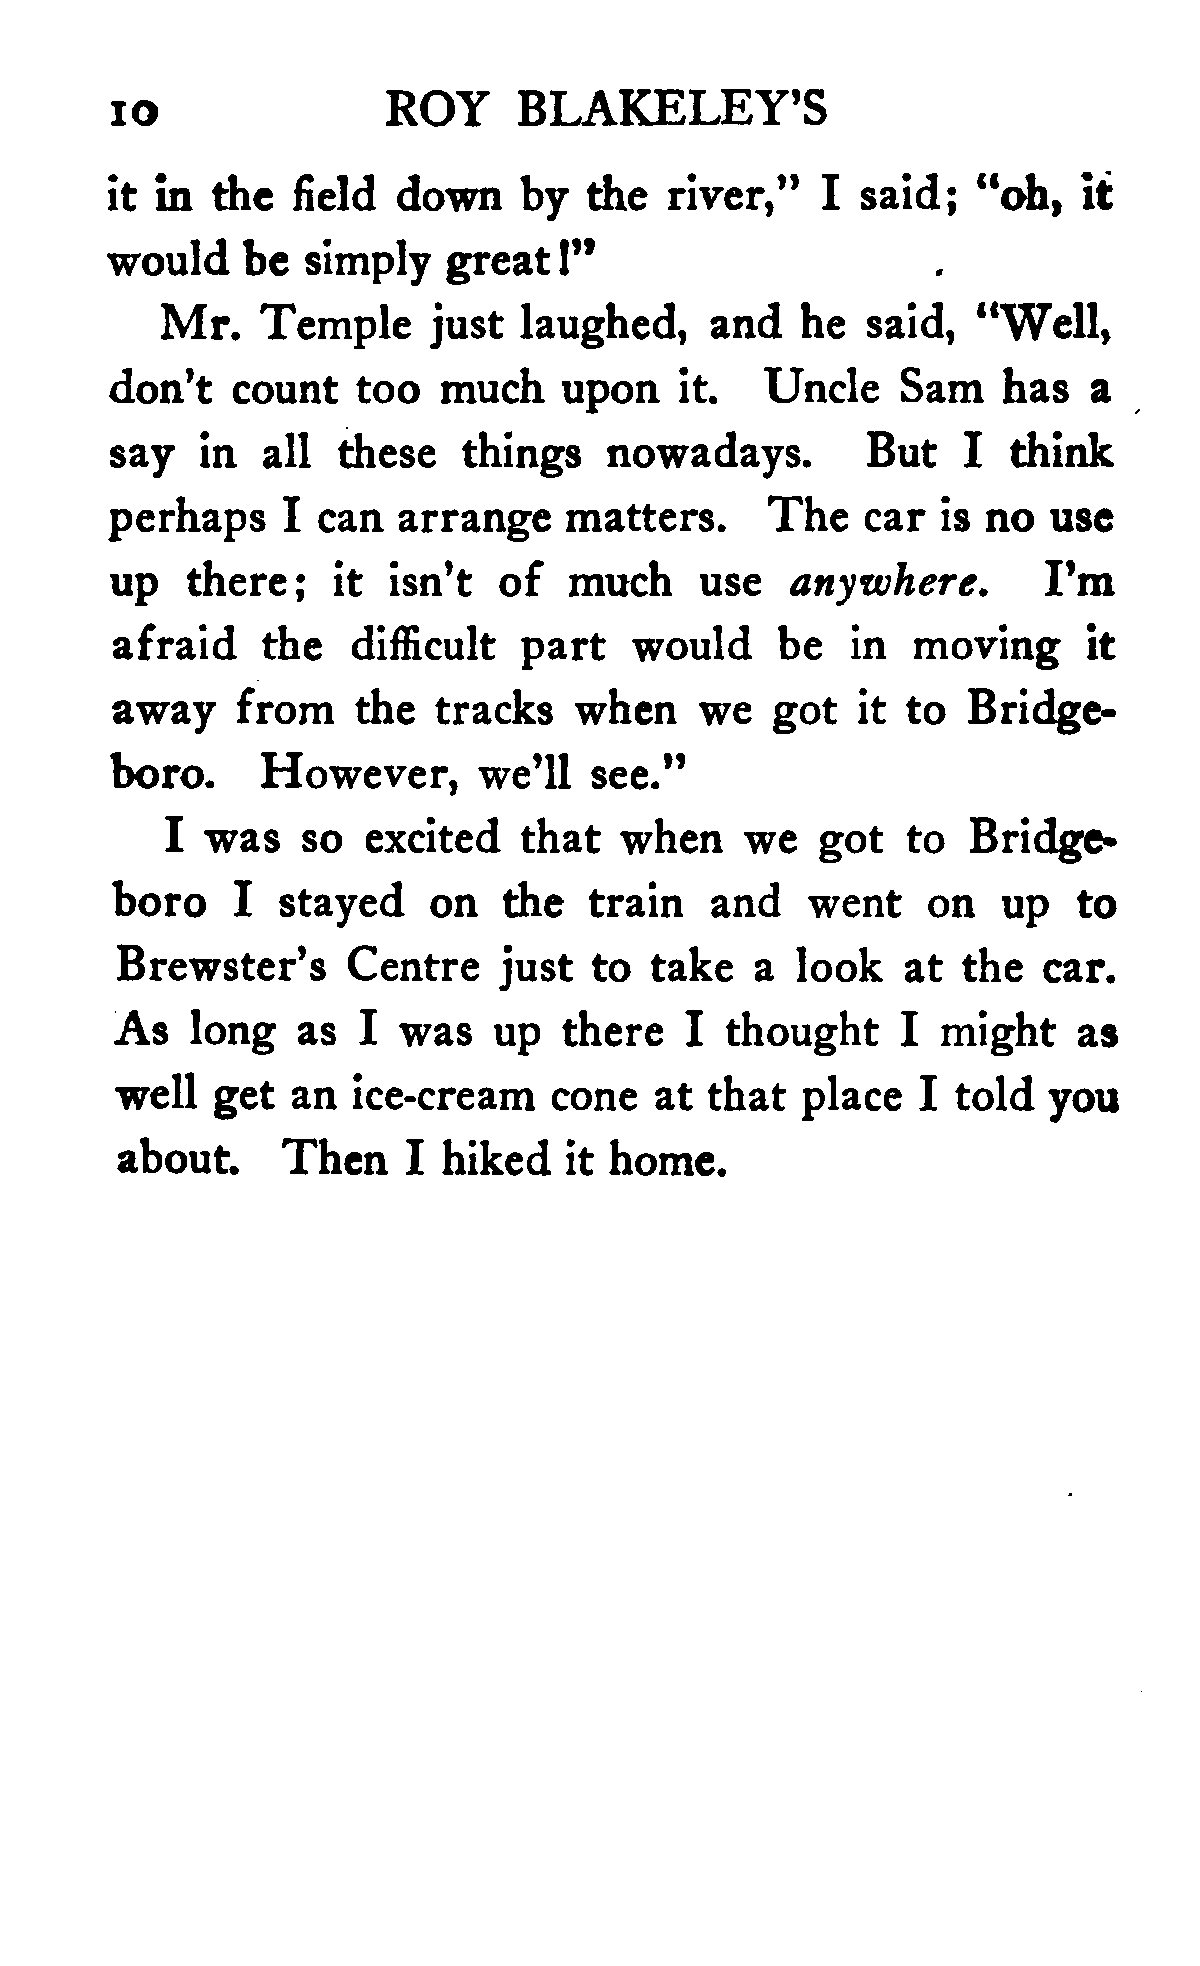 10 ROY BLAKELEY'S
it in the field down by the river," I said; "oh, it
would be simply great!"
Mr. Temple just laughed, and he said, "Well,
don't count too much upon it. Uncle Sam has a
say in all these things nowadays. But I think
perhaps I can arrange matters. The car is no use
up there; it isn't of much use anywhere. I'm
afraid the difficult part would be in moving it
away from the tracks when we got it to Bridge-
boro. However, we'll see."
I was so excited that when we got to Bridge-
boro I stayed on the train and went on up to
Brewster's Centre just to take a look at the car.
As long as I was up there I thought I might as
well get an ice-cream cone at that place I told you
about. Then I hiked it home.